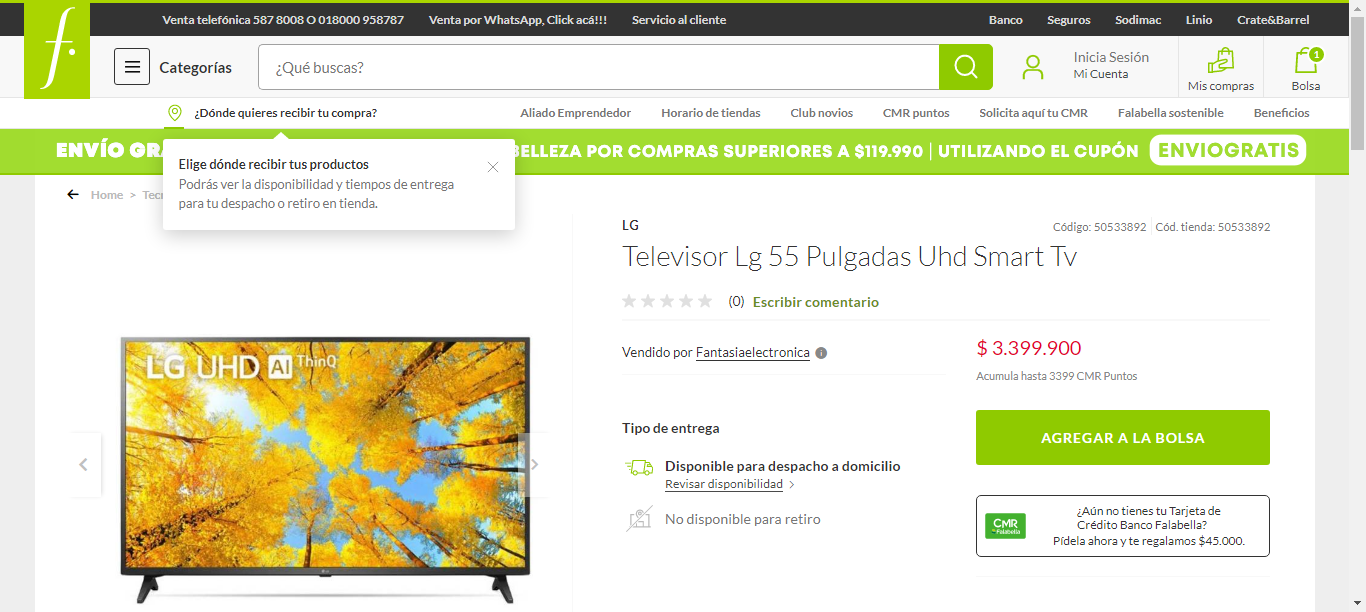 Venta telefónica 587 8008 O 018000 958787
Venta por WhatsApp, Click acá!!!
Servicio al cliente
Banco
Seguros
Sodimac
Linio
Crate&Barrel
f.
Categorías
¿Qué buscas?
Inicia Sesión
Mi Cuenta
Mis compras
1
Bolsa
¿Dónde quieres recibir tu compra?
Aliado Emprendedor
Horario de tiendas
Club novios
CMR puntos
Solicita aquí tu CMR
Falabella sostenible
Beneficios
ENVÍO GRA
BELLEZA POR COMPRAS SUPERIORES A $119.990 | UTILIZANDO EL CUPÓN ENVIOGRATIS
Elige dónde recibir tus productos
Podrás ver la disponibilidad y tiempos de entrega
para tu despacho o retiro en tienda.
Home > Tec
LG
Código: 50533892 | Cód. tienda: 50533892
Televisor Lg 55 Pulgadas Uhd Smart Tv
(0) Escribir comentario
Vendido por Fantasiaelectronica
$ 3.399.900
Acumula hasta 3399 CMR Puntos
LG UHD AI ThinQ
Tipo de entrega
AGREGAR A LA BOLSA
Disponible para despacho a domicilio
Revisar disponibilidad >
No disponible para retiro
CMR
Falabella
¿Aún no tienes tu Tarjeta de
Crédito Banco Falabella?
Pídela ahora y te regalamos $45.000.